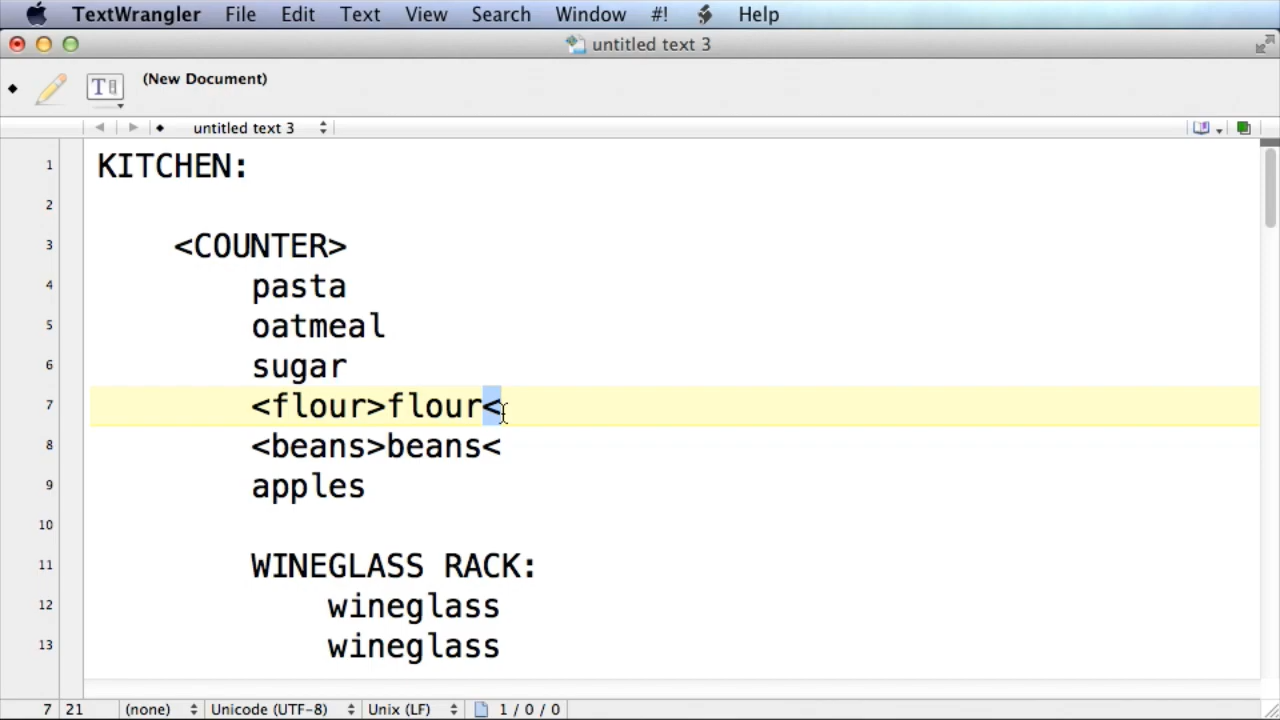 TextWrangler File Edit Text View Search Window #! Help
untitled text 3
(New Document)
untitled text 3
1 KITCHEN:
2
3 <COUNTER>
4 pasta
5 oatmeal
6 sugar
7 <flour>flour<
8 <beans>beans<
9 apples
10
11 WINEGLASS RACK:
12 wineglass
13 wineglass
7 21 (none) Unicode (UTF-8) Unix (LF) 1 / 0 / 0